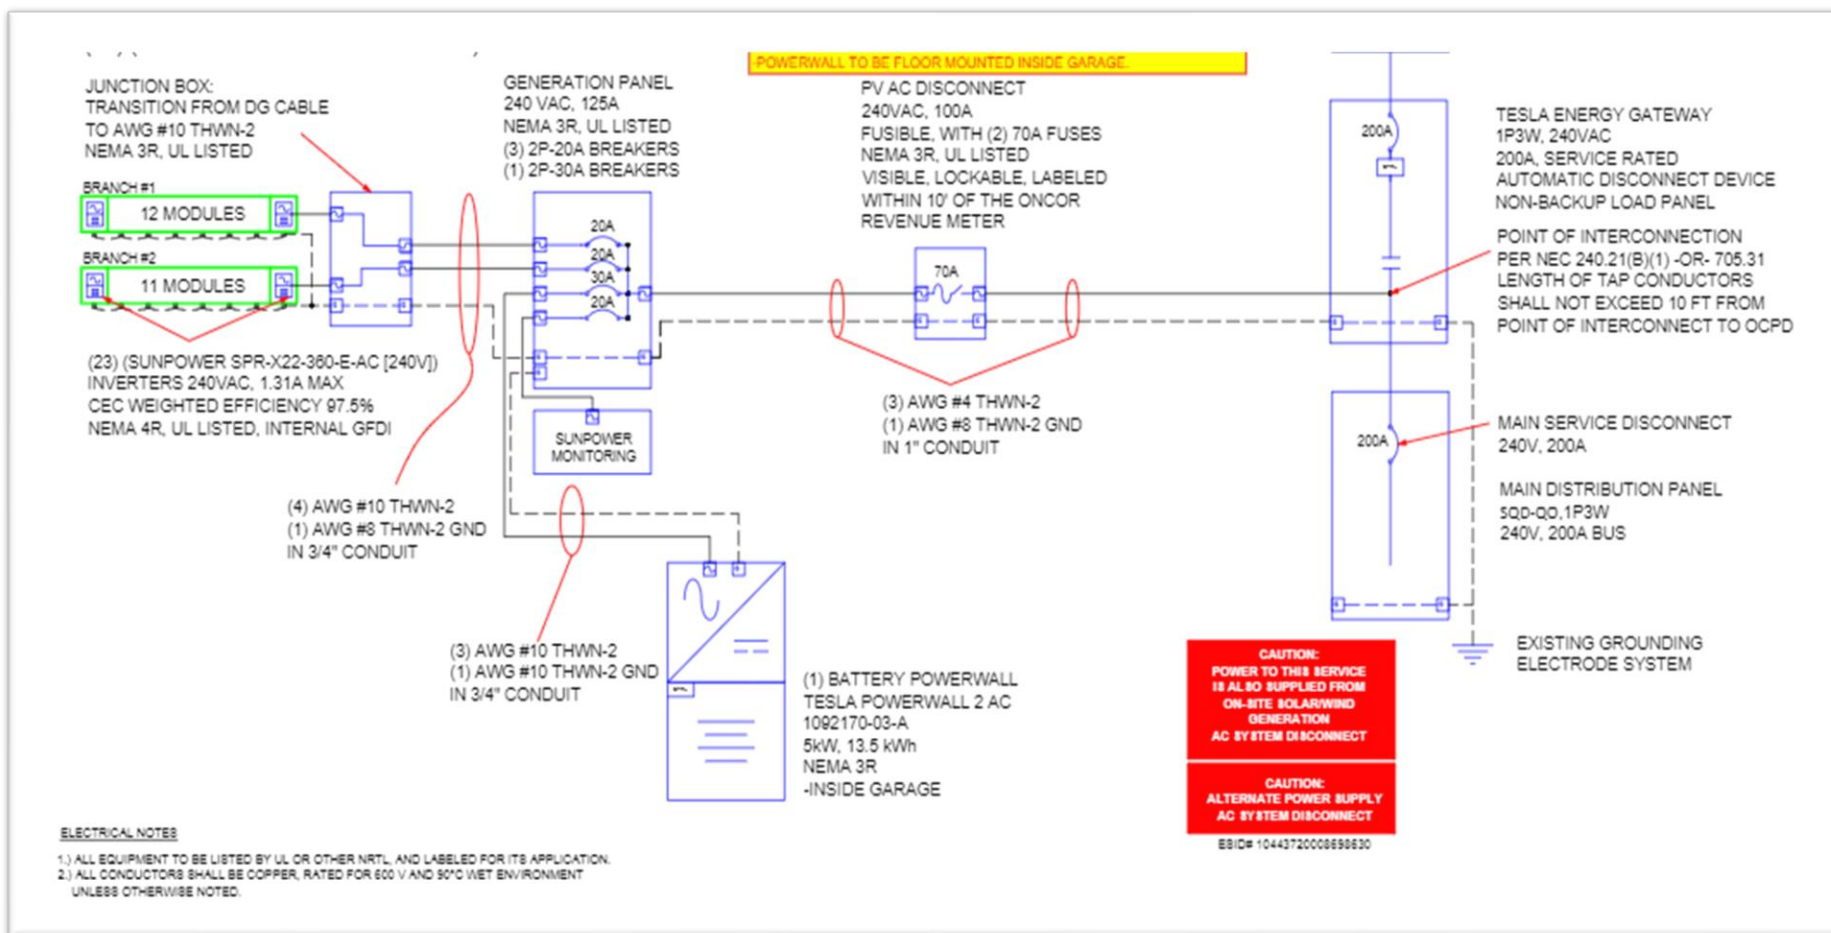 -POWERWALL TO BE FLOOR MOUNTED INSIDE GARAGE.
JUNCTION BOX:
TRANSITION FROM DG CABLE
TO AWG #10 THWN-2
NEMA 3R, UL LISTED
GENERATION PANEL
240 VAC, 125A
NEMA 3R, UL LISTED
(3) 2P-20A BREAKERS
(1) 2P-30A BREAKERS
PV AC DISCONNECT
240VAC, 100A
FUSIBLE, WITH (2) 70A FUSES
NEMA 3R, UL LISTED
VISIBLE, LOCKABLE, LABELED
WITHIN 10' OF THE ONCOR
REVENUE METER
200A
TESLA ENERGY GATEWAY
1P3W, 240VAC
200A, SERVICE RATED
AUTOMATIC DISCONNECT DEVICE
NON-BACKUP LOAD PANEL
POINT OF INTERCONNECTION
PER NEC 240.21(B)(1) -OR- 705.31
LENGTH OF TAP CONDUCTORS
SHALL NOT EXCEED 10 FT FROM
POINT OF INTERCONNECT TO OCPD
BRANCH #1
12 MODULES
BRANCH #2
11 MODULES
20A
20A
30A
20A
70A
(23) (SUNPOWER SPR-X22-360-E-AC [240V])
INVERTERS 240VAC, 1.31A MAX
CEC WEIGHTED EFFICIENCY 97.5%
NEMA 4R, UL LISTED, INTERNAL GFDI
SUNPOWER
MONITORING
(3) AWG #4 THWN-2
(1) AWG #8 THWN-2 GND
IN 1" CONDUIT
200A
MAIN SERVICE DISCONNECT
240V, 200A
MAIN DISTRIBUTION PANEL
SQD-QO,1P3W
240V, 200A BUS
(4) AWG #10 THWN-2
(1) AWG #8 THWN-2 GND
IN 3/4" CONDUIT
(3) AWG #10 THWN-2
(1) AWG #10 THWN-2 GND
IN 3/4" CONDUIT
(1) BATTERY POWERWALL
TESLA POWERWALL 2 AC
1092170-03-A
5kW, 13.5 kWh
NEMA 3R
-INSIDE GARAGE
EXISTING GROUNDING
ELECTRODE SYSTEM
CAUTION:
POWER TO THIS SERVICE
IS ALSO SUPPLIED FROM
ON-SITE SOLAR/WIND
GENERATION
AC SYSTEM DISCONNECT
CAUTION:
ALTERNATE POWER SUPPLY
AC SYSTEM DISCONNECT
ESID# 10443720008698630
ELECTRICAL NOTES
1.) ALL EQUIPMENT TO BE LISTED BY UL OR OTHER NRTL, AND LABELED FOR ITS APPLICATION.
2.) ALL CONDUCTORS SHALL BE COPPER, RATED FOR 600 V AND 90°C WET ENVIRONMENT
UNLESS OTHERWISE NOTED.